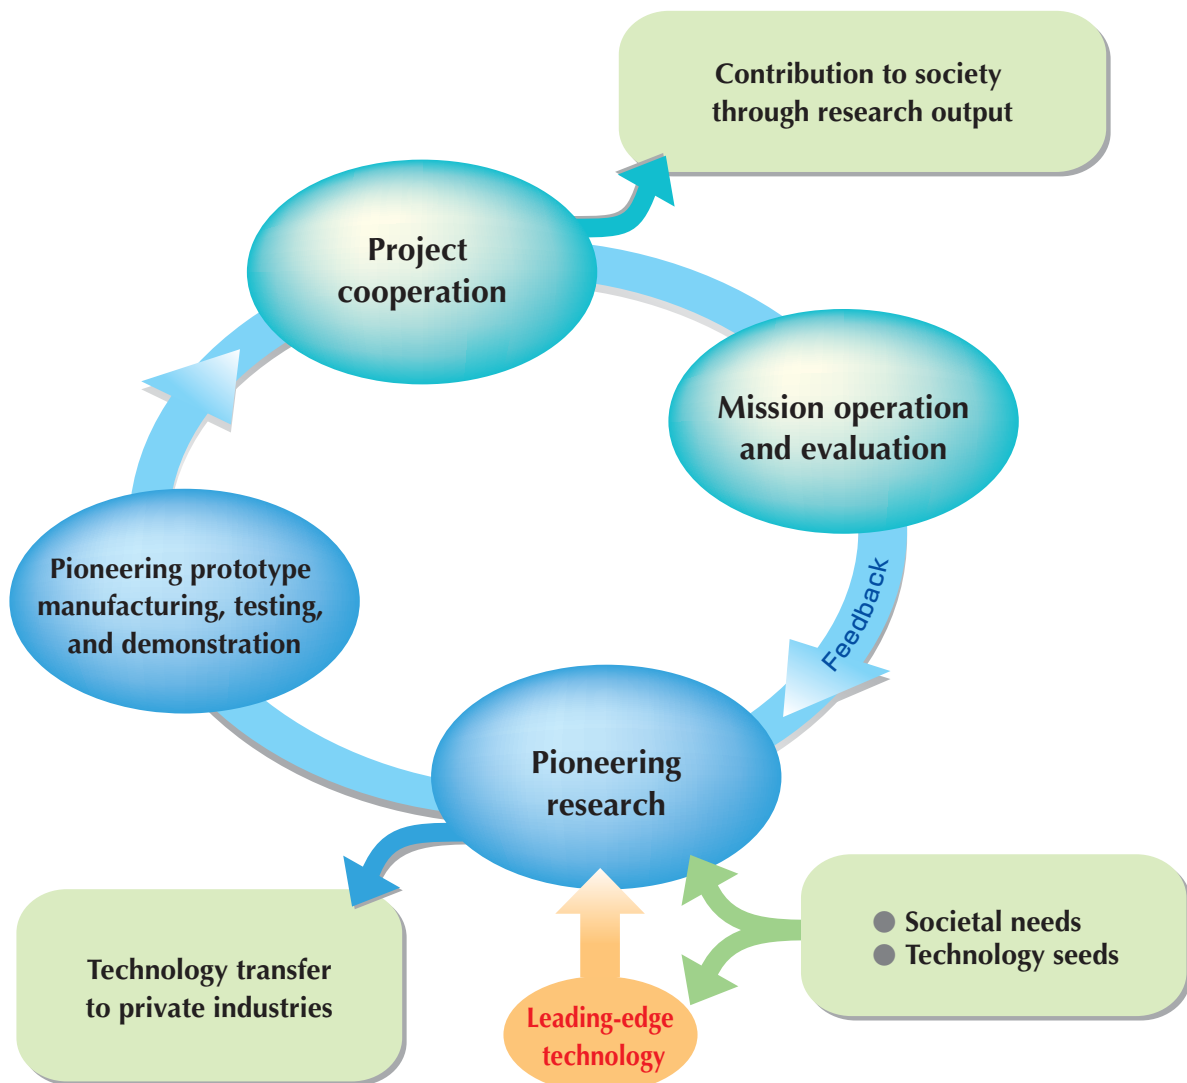 Contribution to society
through research output
Project
cooperation
Mission operation
and evaluation
Feedback
Pioneering prototype
manufacturing, testing,
and demonstration
Pioneering
research
Technology transfer
to private industries
Leading-edge
technology
● Societal needs
● Technology seeds